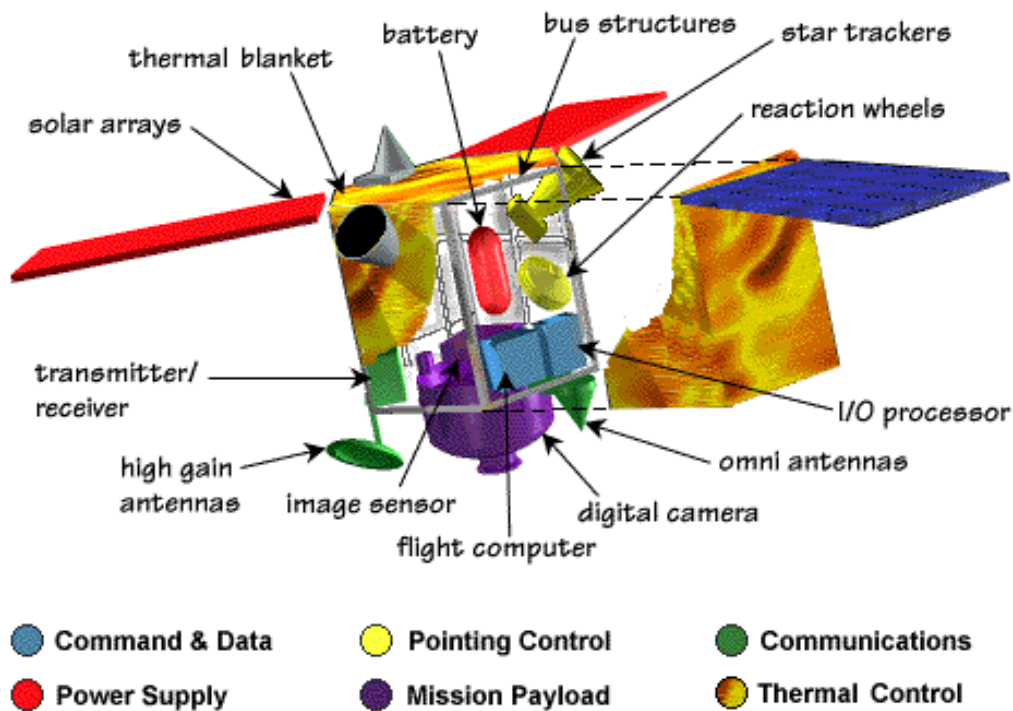 bus structures
battery
star trackers
thermal blanket
reaction wheels
solar arrays
transmitter/
receiver
I/O processor
high gain
antennas
omni antennas
image sensor
digital camera
flight computer
Command & Data
Pointing Control
Communications
Power Supply
Mission Payload
Thermal Control